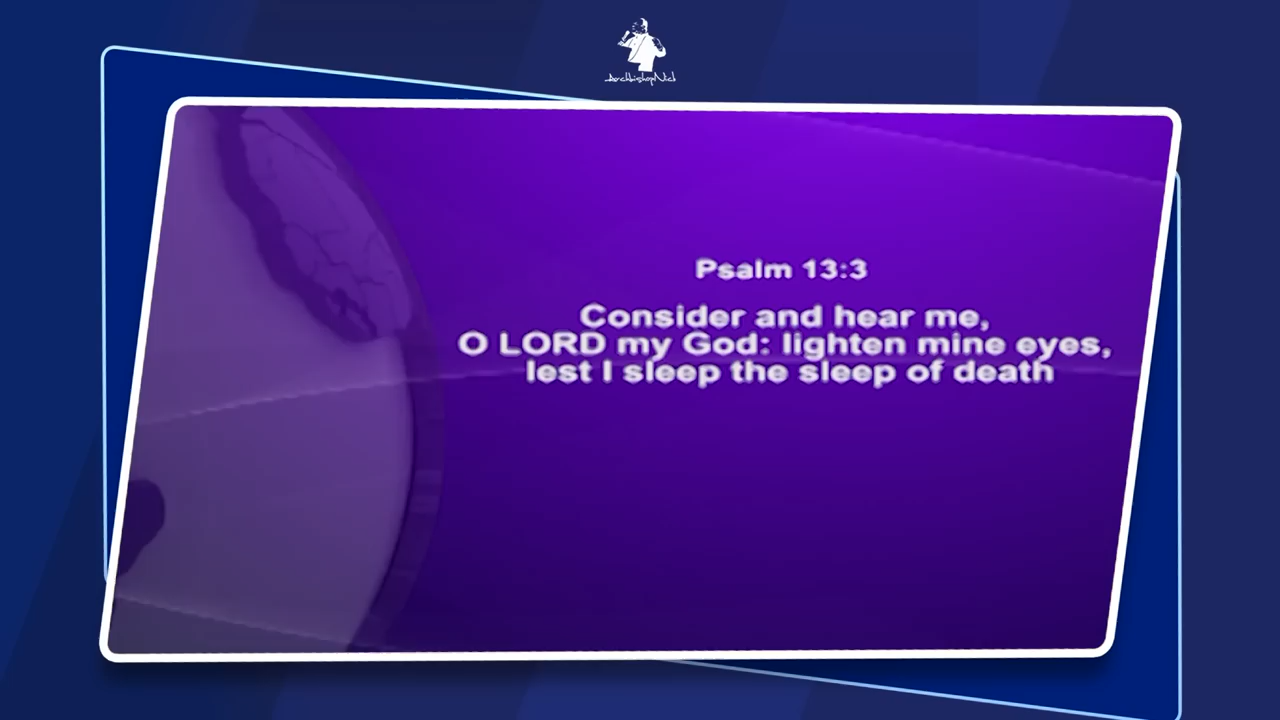 ArchbishopNick
Psalm 13:3
Consider and hear me,
O LORD my God: lighten mine eyes,
lest I sleep the sleep of death